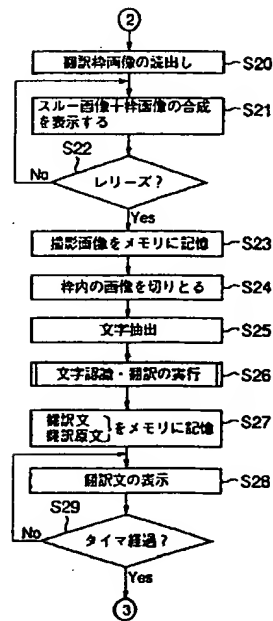 ②
翻訳枠画像の読出し S20
スルー画像+枠画像の合成
を表示する S21
S22
レリーズ?
No
Yes
撮影画像をメモリに記憶 S23
枠内の画像を切りとる S24
文字抽出 S25
文字認識・翻訳の実行 S26
翻訳文
翻訳原文
}をメモリに記憶 S27
翻訳文の表示 S28
S29
タイマ経過?
No
Yes
③